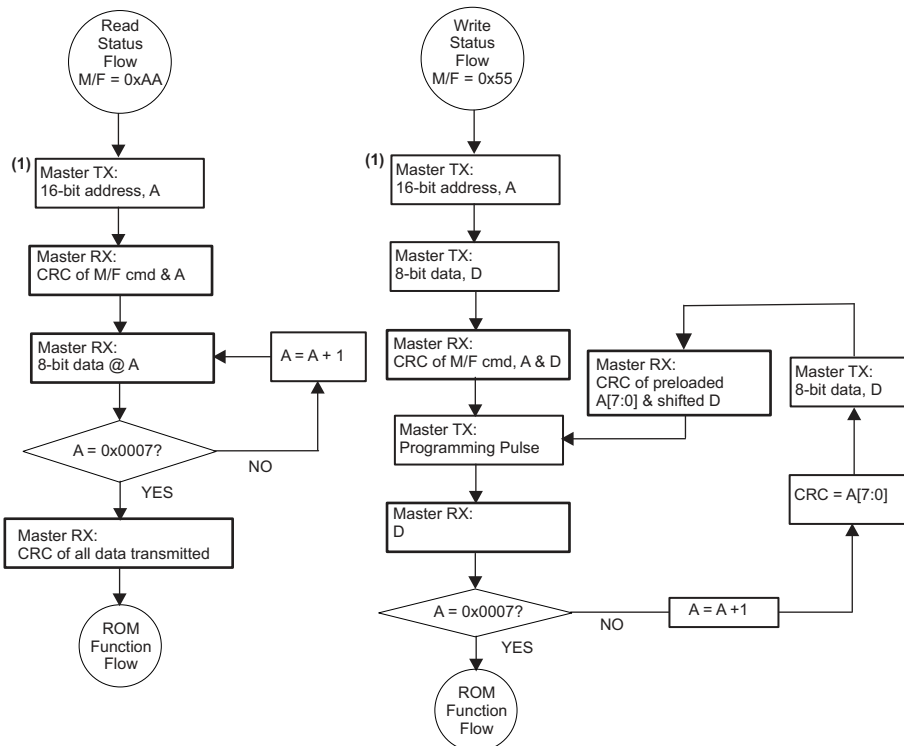 Read
Status
Flow
M/F = 0xAA
(1)
Master TX:
16-bit address, A
Master RX:
CRC of M/F cmd & A
Master RX:
8-bit data @ A
A = A + 1
A = 0x0007?
NO
YES
Master RX:
CRC of all data transmitted
ROM
Function
Flow
Write
Status
Flow
M/F = 0x55
(1)
Master TX:
16-bit address, A
Master TX:
8-bit data, D
Master RX:
CRC of M/F cmd, A & D
Master RX:
CRC of preloaded
A[7:0] & shifted D
Master TX:
8-bit data, D
Master TX:
Programming Pulse
CRC = A[7:0]
Master RX:
D
A = 0x0007?
NO
A = A +1
YES
ROM
Function
Flow